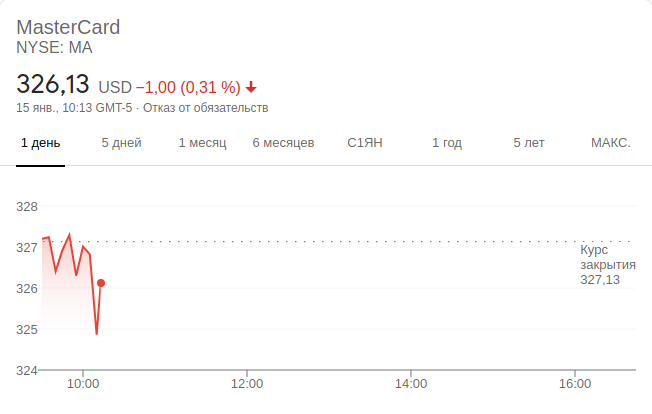 MasterCard
NYSE: MA
326,13 USD −1,00 (0,31 %)
15 янв., 10:13 GMT-5 · Отказ от обязательств
1 день 5 дней 1 месяц 6 месяцев С1ЯН 1 год 5 лет МАКС.
328
327
326
325
324
Курс
закрытия
327,13
10:00 12:00 14:00 16:00